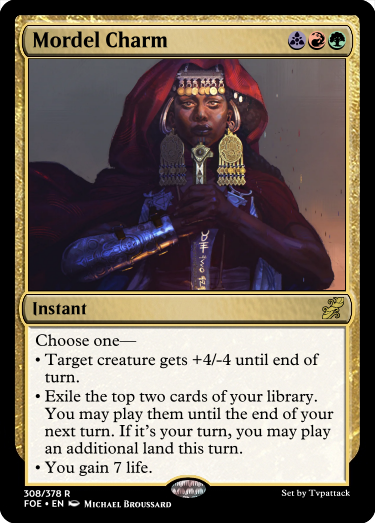 Mordel Charm
Instant
Choose one—
• Target creature gets +4/-4 until end of
turn.
• Exile the top two cards of your library.
You may play them until the end of your
next turn. If it's your turn, you may play
an additional land this turn.
• You gain 7 life.
308/378 R
FOE • EN Michael Broussard
Set by Tvpattack